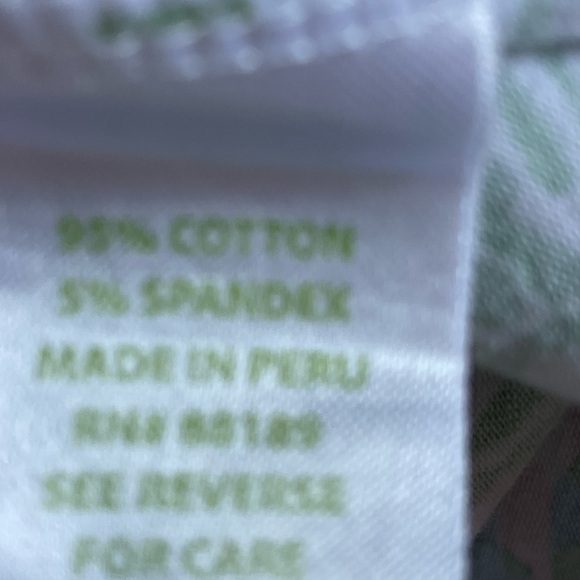 95% COTTON
5% SPANDEX
MADE IN PERU
RN# 88189
SEE REVERSE
FOR CARE